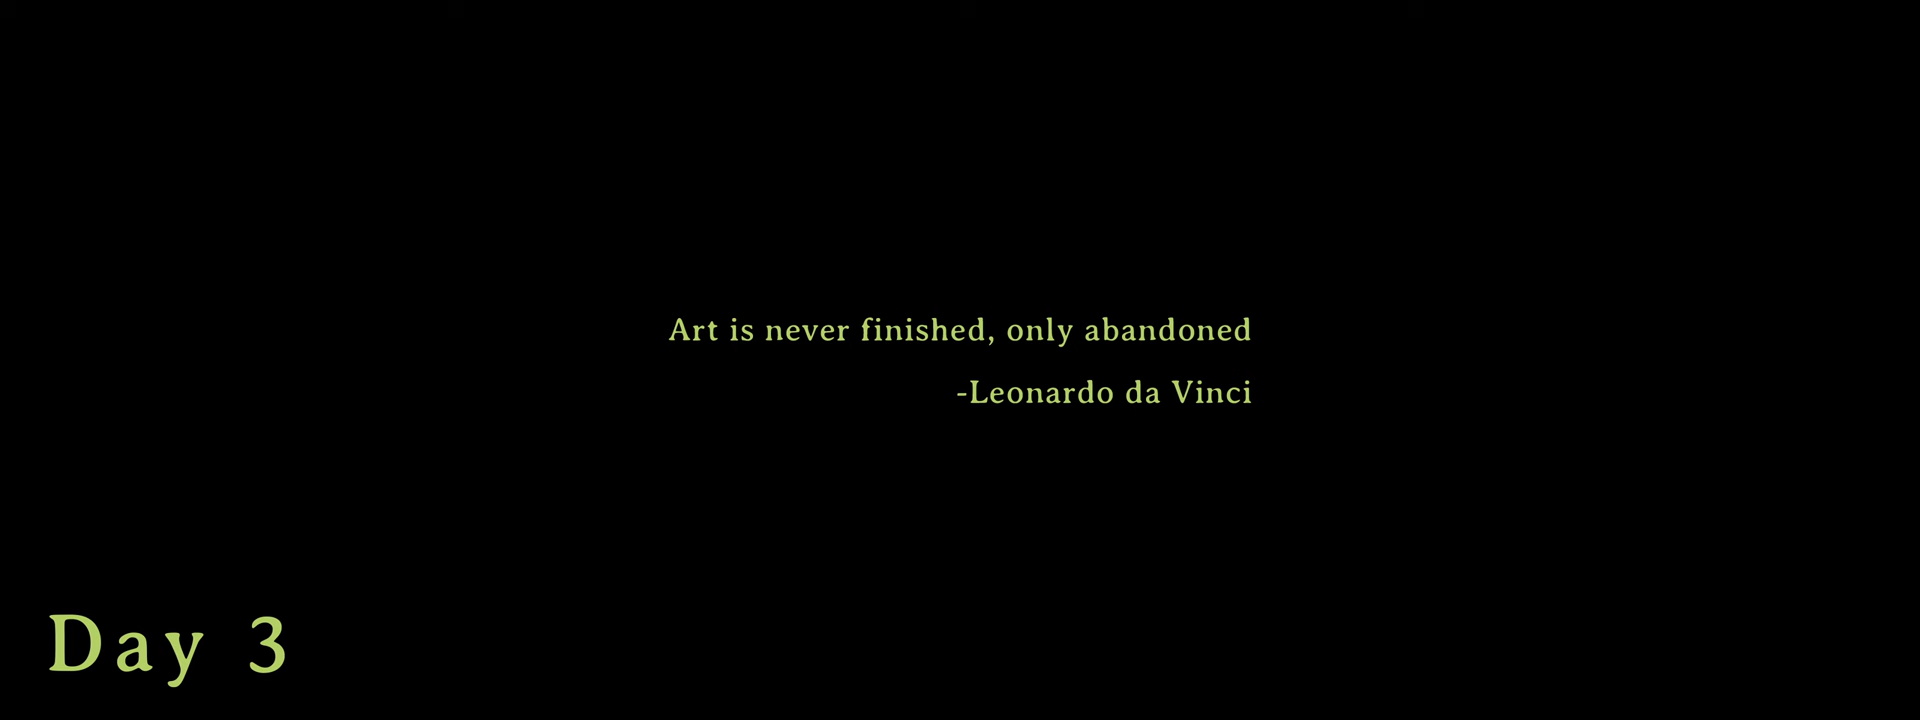 Art is never finished, only abandoned
-Leonardo da Vinci
Day 3